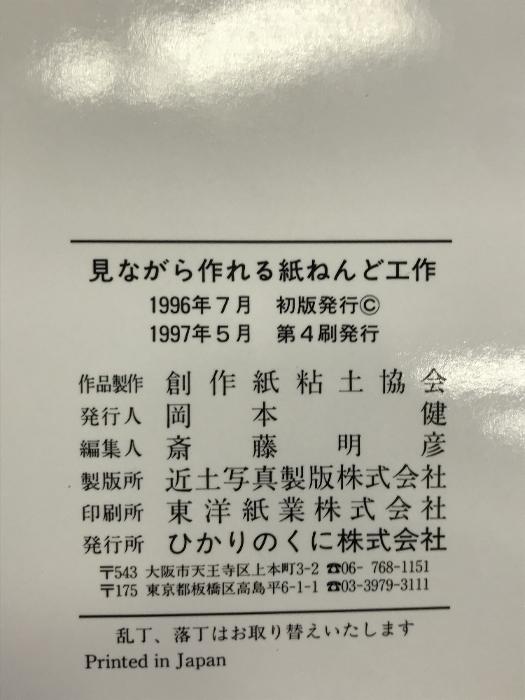 見ながら作れる紙ねんど工作
1996年7月 初版発行©
1997年5月 第4刷発行
作品製作 創作紙粘土協会
発行人 岡本健
編集人 斎藤明彦
製版所 近土写真製版株式会社
印刷所 東洋紙業株式会社
発行所 ひかりのくに株式会社
〒543 大阪市天王寺区上本町3-2 ☎06-768-1151
〒175 東京都板橋区高島平6-1-1 ☎03-3979-3111
乱丁、落丁はお取り替えいたします
Printed in Japan